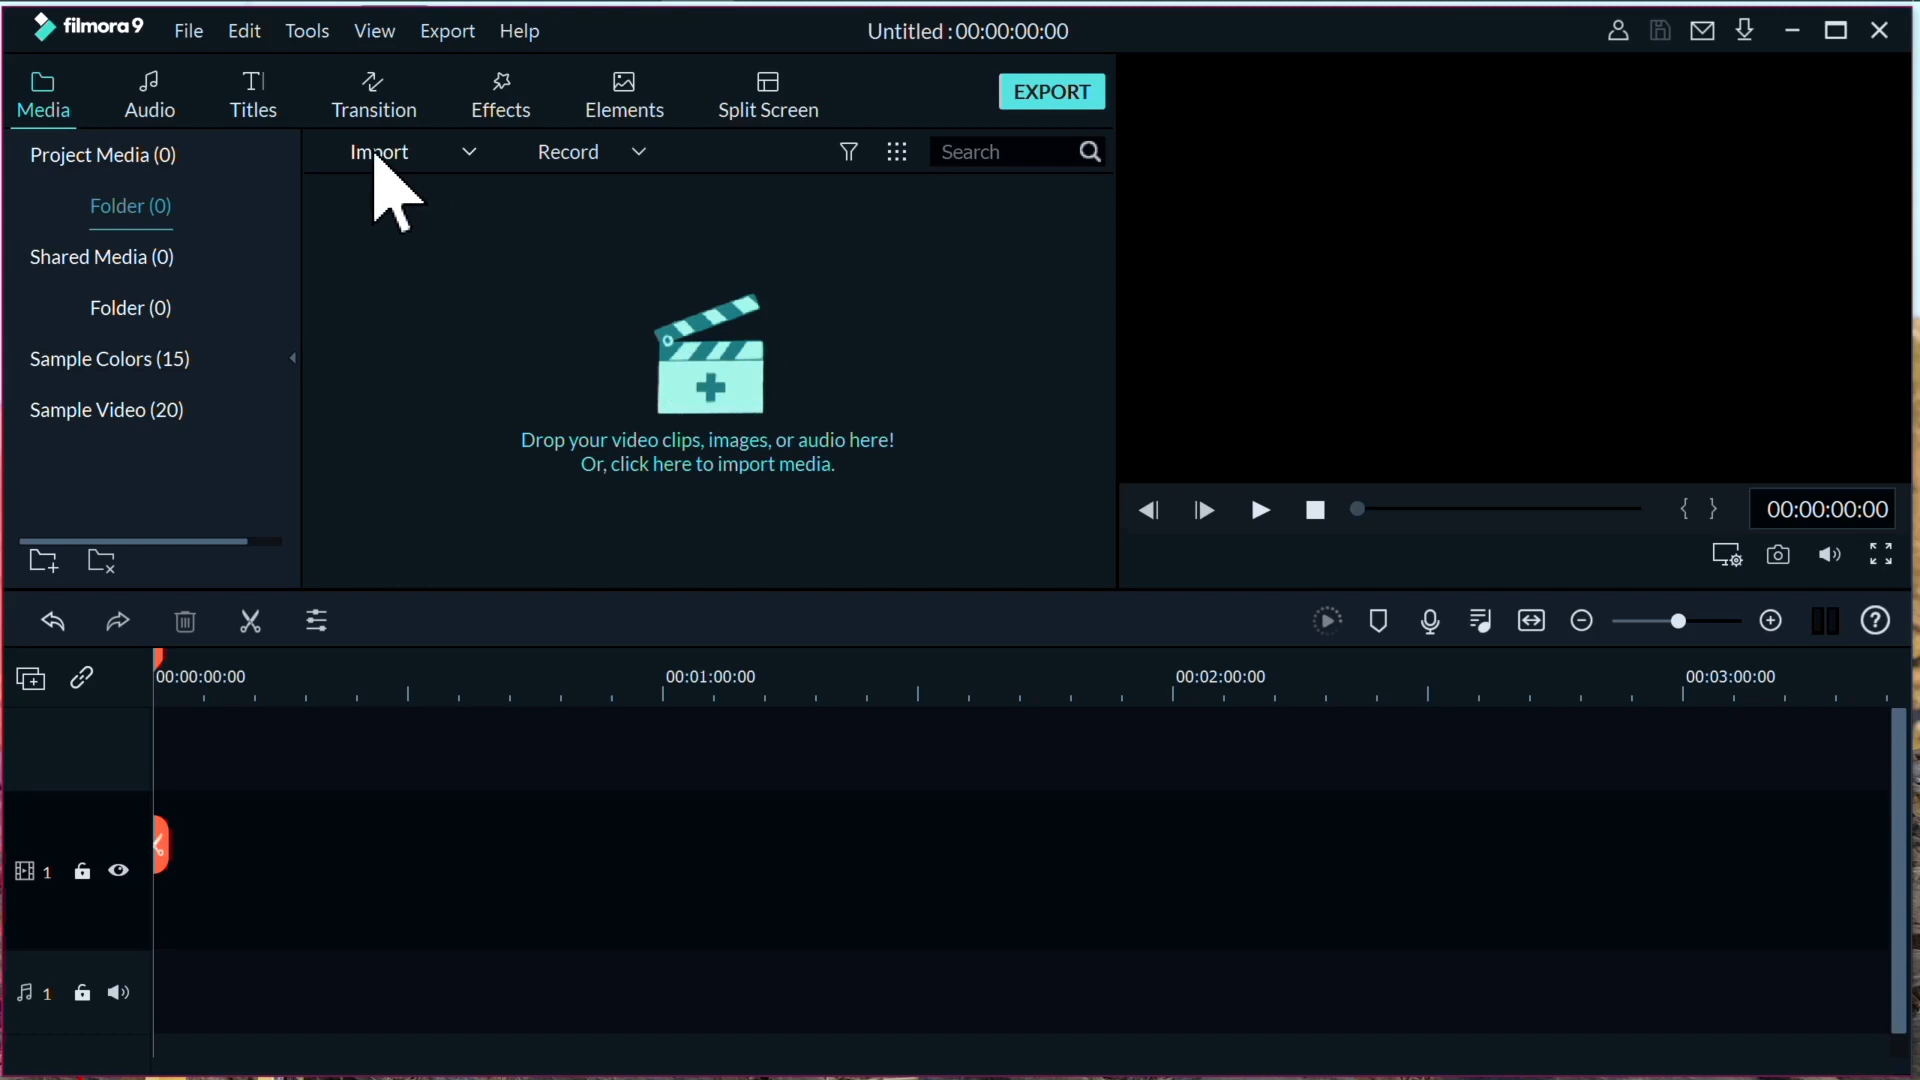 filmora9 File Edit Tools View Export Help Untitled : 00:00:00:00
Media Audio Titles Transition Effects Elements Split Screen EXPORT
Project Media (0)
Folder (0)
Shared Media (0)
Folder (0)
Sample Colors (15)
Sample Video (20)
Import Record Search
Drop your video clips, images, or audio here!
Or, click here to import media.
00:00:00:00
00:00:00:00 00:01:00:00 00:02:00:00 00:03:00:00
1
1